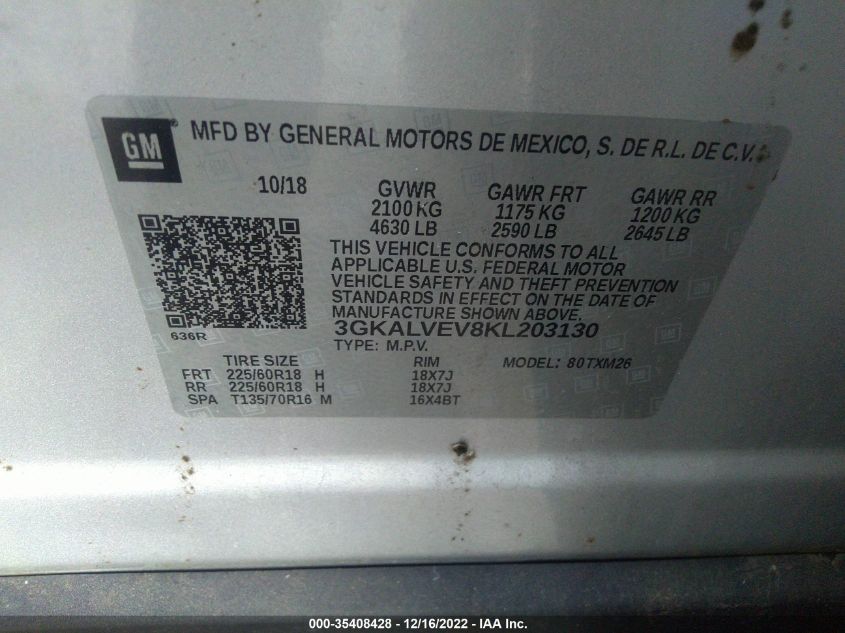 GM® MFD BY GENERAL MOTORS DE MEXICO, S. DE R.L. DE C.V.
10/18 GVWR GAWR FRT GAWR RR
2100 KG 1175 KG 1200 KG
4630 LB 2590 LB 2645 LB
THIS VEHICLE CONFORMS TO ALL
APPLICABLE U.S. FEDERAL MOTOR
VEHICLE SAFETY AND THEFT PREVENTION
STANDARDS IN EFFECT ON THE DATE OF
MANUFACTURE SHOWN ABOVE.
636R 3GKALVEV8KL203130
TYPE: M.P.V. MODEL: 80TXM26
TIRE SIZE RIM
FRT 225/60R18 H 18X7J
RR 225/60R18 H 18X7J
SPA T135/70R16 M 16X4BT
000-35408428 - 12/16/2022 - IAA Inc.